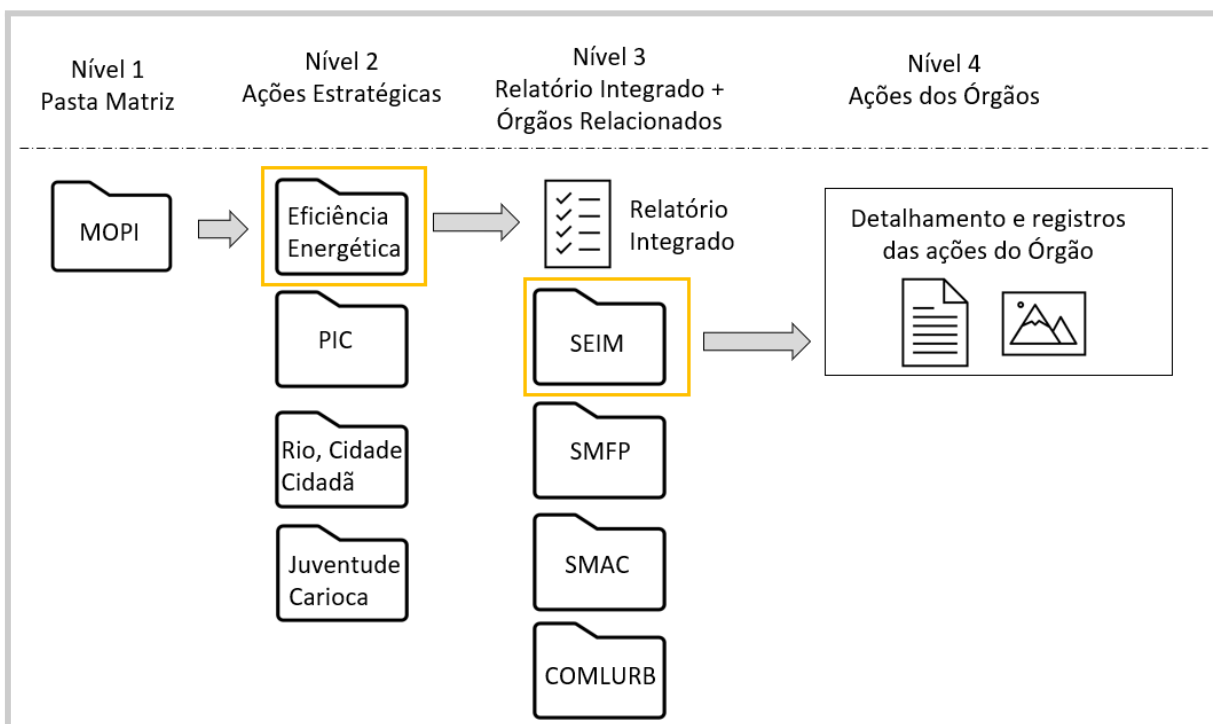 Nível 1
Pasta Matriz
Nível 2
Ações Estratégicas
Nível 3
Relatório Integrado +
Órgãos Relacionados
Nível 4
Ações dos Órgãos
MOPI
Eficiência
Energética
PIC
Rio, Cidade
Cidadã
Juventude
Carioca
Relatório
Integrado
SEIM
SMFP
SMAC
COMLURB
Detalhamento e registros
das ações do Órgão